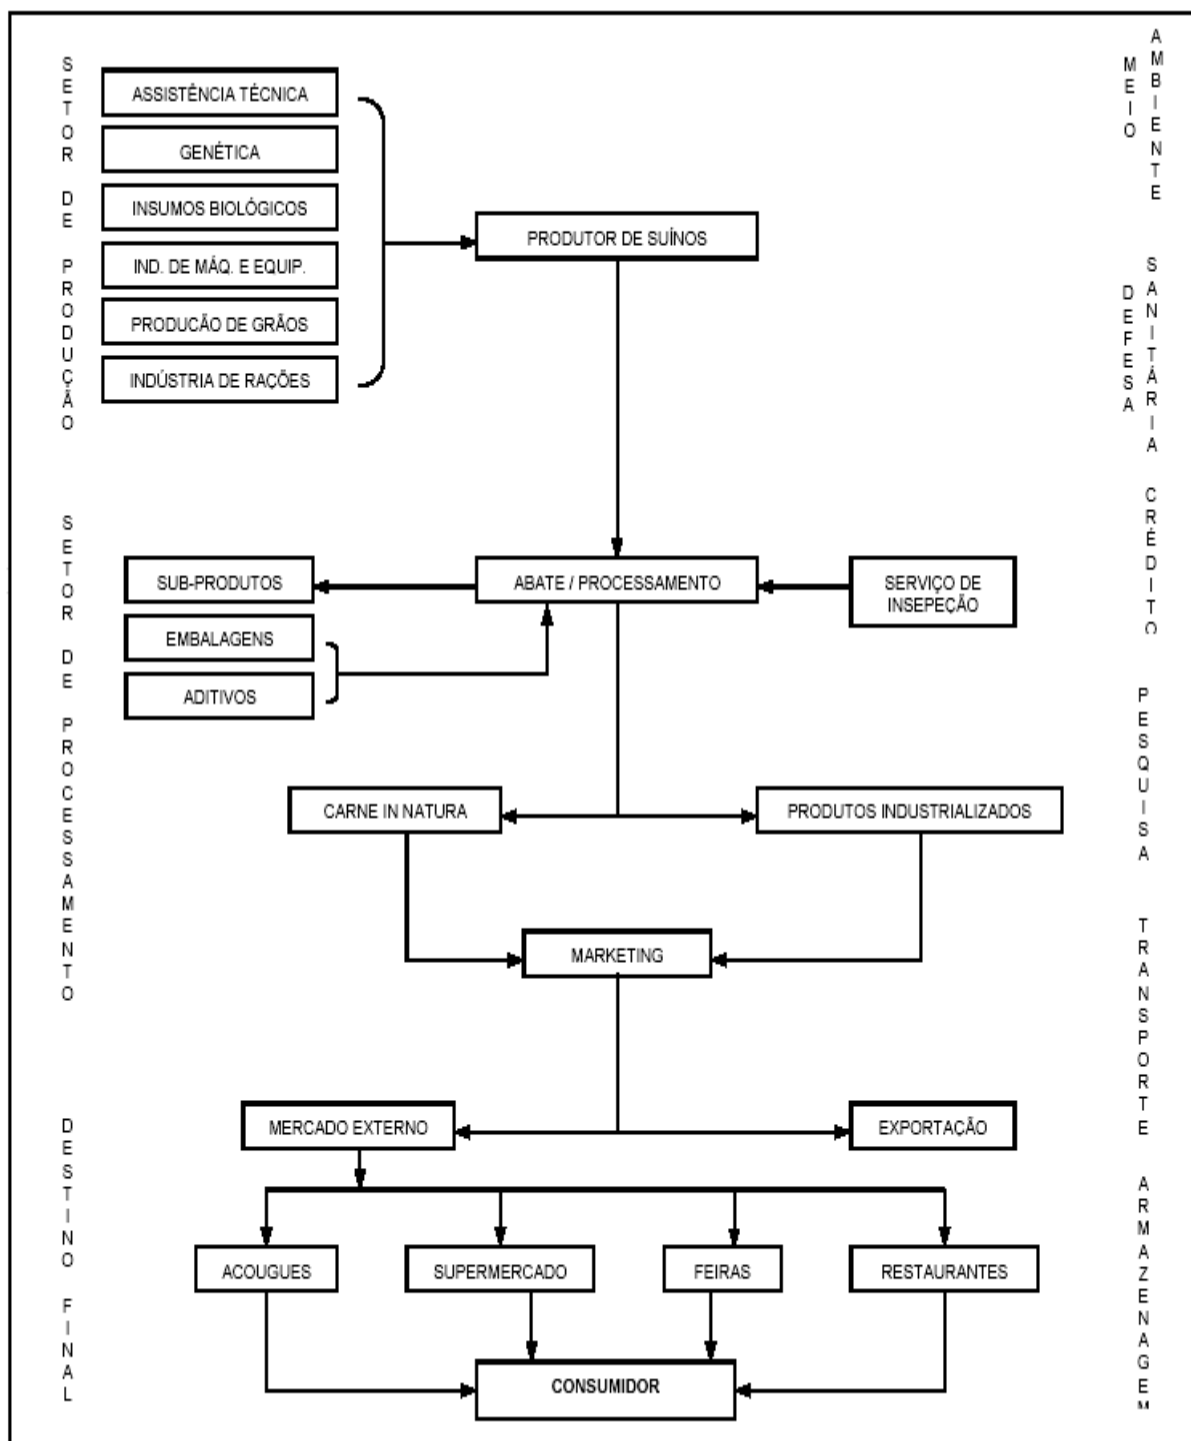 SETOR DE PRODUÇÃO
ASSISTÊNCIA TÉCNICA
GENÉTICA
INSUMOS BIOLÓGICOS
IND. DE MÁQ. E EQUIP.
PRODUCÃO DE GRÃOS
INDÚSTRIA DE RAÇÕES
PRODUTOR DE SUÍNOS
MEIO
AMBIENTE
DEFESA
SANITÁRIA
SETOR DE PROCESSAMENTO
SUB-PRODUTOS
EMBALAGENS
ADITIVOS
ABATE / PROCESSAMENTO
SERVIÇO DE
INSEPEÇÃO
CRÉDITO
CARNE IN NATURA
PRODUTOS INDUSTRIALIZADOS
PESQUISA
MARKETING
TRANSPORTE
DESTINO FINAL
MERCADO EXTERNO
EXPORTAÇÃO
ACOUGUES
SUPERMERCADO
FEIRAS
RESTAURANTES
ARMAZENAGEM
CONSUMIDOR